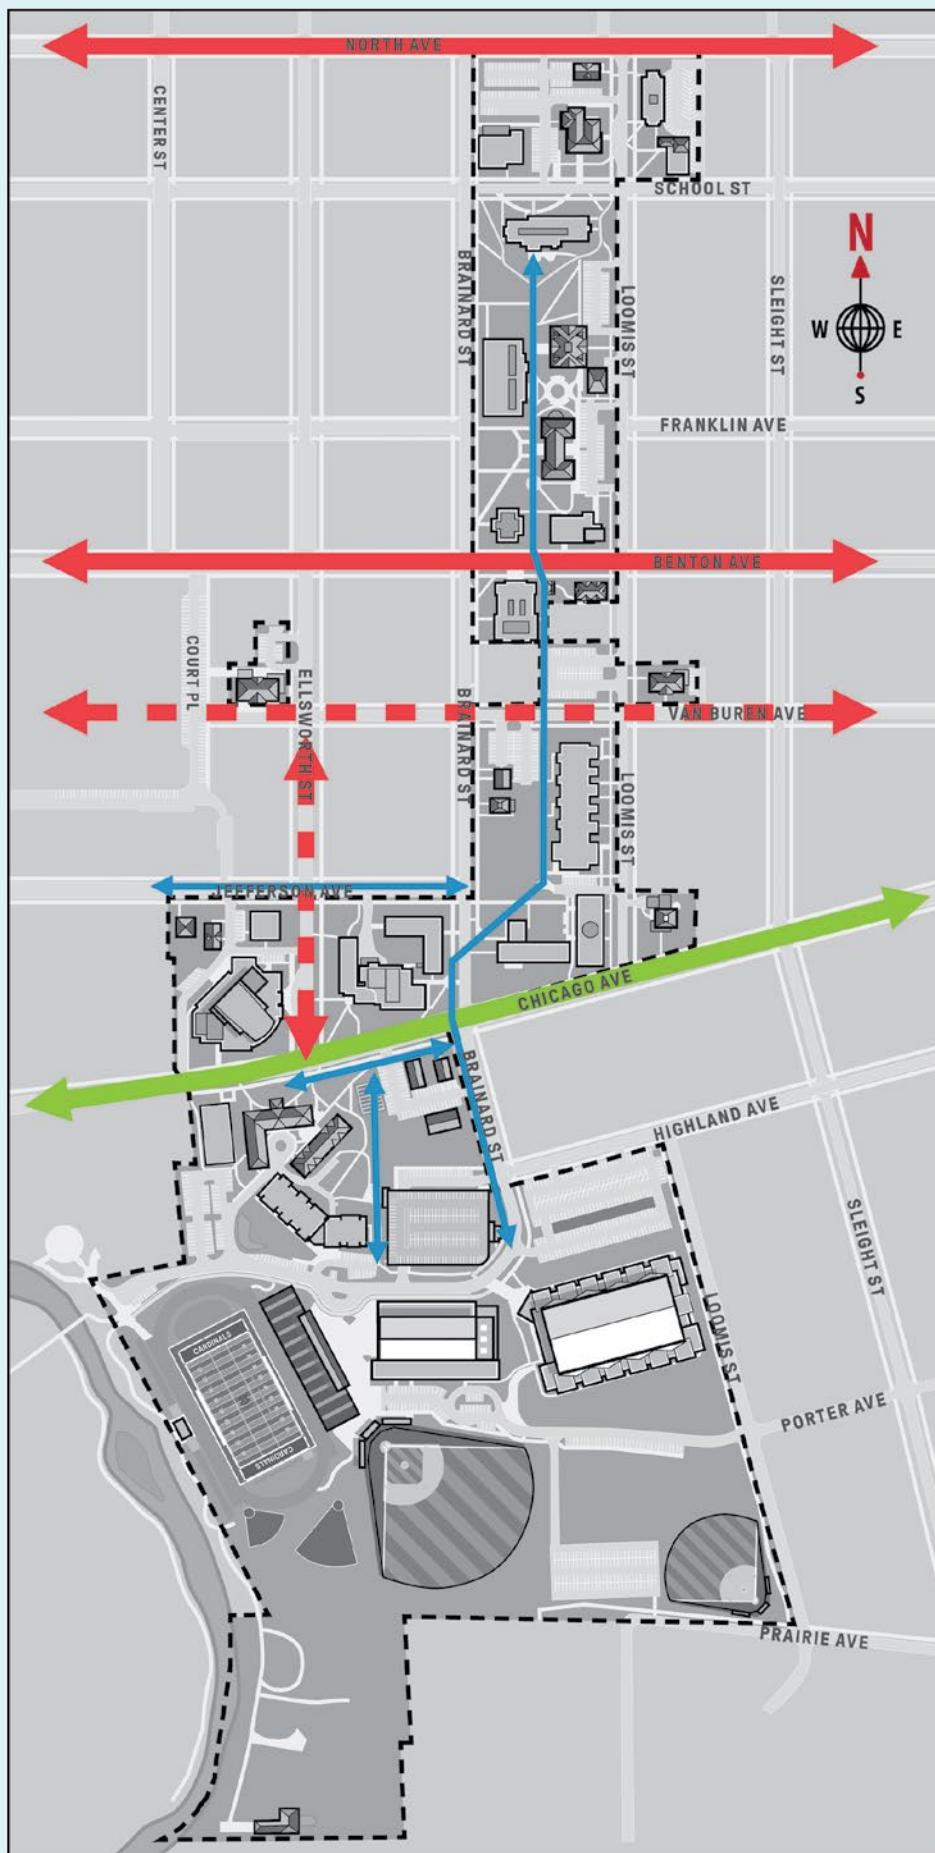 NORTH AVE
CENTER ST
SCHOOL ST
N
W
E
S
BRAINARD ST
LOOMIS ST
SLEIGHT ST
FRANKLIN AVE
BENTON AVE
COURT PL
ELLSWORTH ST
BRAINARD ST
VAN BUREN AVE
LOOMIS ST
JEFFERSON AVE
CHICAGO AVE
BRAINARD ST
HIGHLAND AVE
SLEIGHT ST
LOOMIS ST
CARDINALS
CARDINALS
PORTER AVE
PRAIRIE AVE